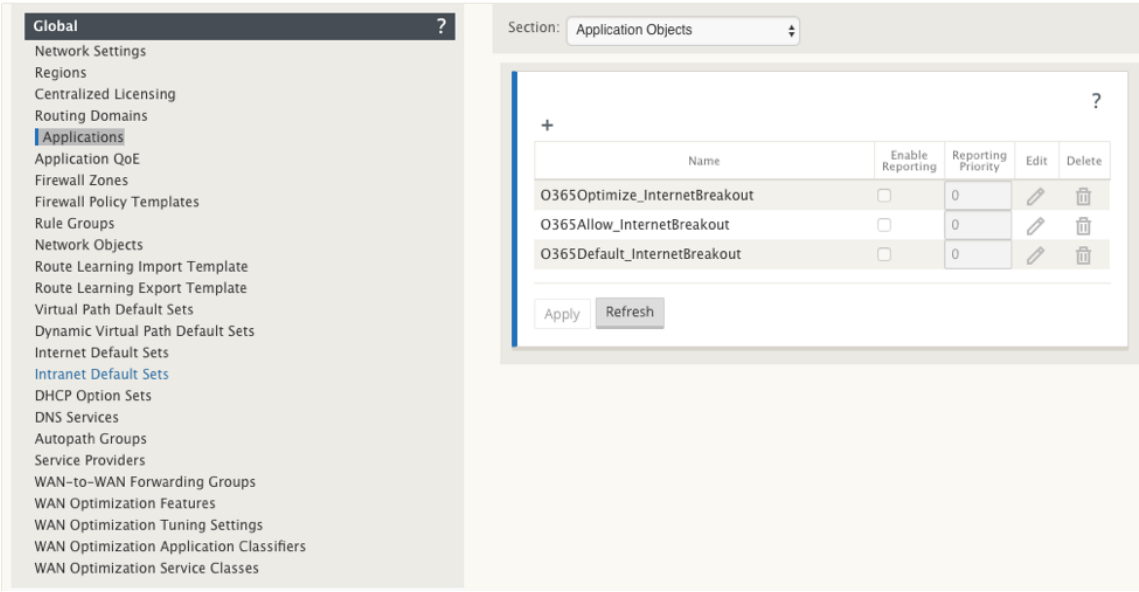 Global ?
Network Settings
Regions
Centralized Licensing
Routing Domains
Applications
Application QoE
Firewall Zones
Firewall Policy Templates
Rule Groups
Network Objects
Route Learning Import Template
Route Learning Export Template
Virtual Path Default Sets
Dynamic Virtual Path Default Sets
Internet Default Sets
Intranet Default Sets
DHCP Option Sets
DNS Services
Autopath Groups
Service Providers
WAN-to-WAN Forwarding Groups
WAN Optimization Features
WAN Optimization Tuning Settings
WAN Optimization Application Classifiers
WAN Optimization Service Classes
Section: Application Objects
?
+
Name Enable Reporting Reporting Priority Edit Delete
O365Optimize_InternetBreakout 0
O365Allow_InternetBreakout 0
O365Default_InternetBreakout 0
Apply Refresh